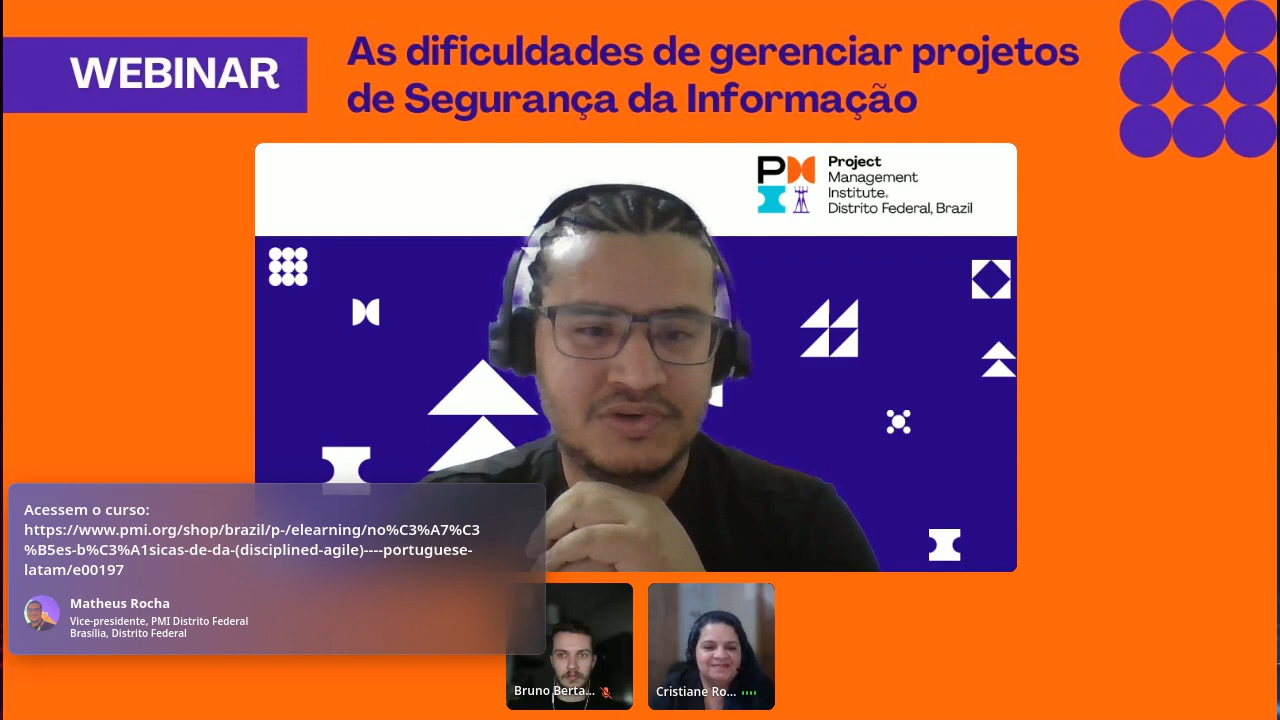 WEBINAR
As dificuldades de gerenciar projetos
de Segurança da Informação
PM
Project
Management
Institute.
Distrito Federal, Brazil
Acessem o curso:
https://www.pmi.org/shop/brazil/p-/elearning/no%C3%A7%C3
%B5es-b%C3%A1sicas-de-da-(disciplined-agile)----portuguese-
latam/e00197
Matheus Rocha
Vice-presidente, PMI Distrito Federal
Brasília, Distrito Federal
Bruno Berta...
Cristiane Ro...